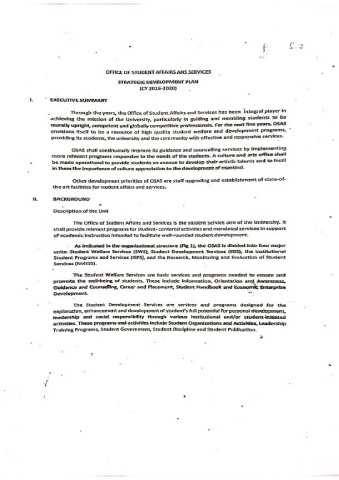 OFFICE OF STUDENT AFFAIRS ANS SERVICES
STRATEGIC DEVELOPMENT PLAN
(CY 2016-2020)
I. EXECUTIVE SUMMARY
Through the years, the Office of Student Affairs and Services has been integral player in
achieving the mission of the University, particularly in guiding and moulding students to be
morally upright, competent and globally competitive professionals. For the next five years, OSAS
envisions itself to be a resource of high quality student welfare and development programs,
providing its students, the university and the community with effective and responsive services.
OSAS shall continuously improve its guidance and counselling services by implementing
more relevant programs responsive to the needs of the students. A culture and arts office shall
be made operational to provide students an avenue to develop their artistic talents and to
in them the importance of culture appreciation to the development of mankind.
Other development priorities of OSAS are staff upgrading and establishment of state-of-
the art facilities for student affairs and services.
II. BACKGROUND
Description of the Unit
The Office of Student Affairs and Services is the student service arm of the University. It
shall provide relevant programs for student-centered activities and mandated services in support
of academic instruction intended to facilitate well-rounded student development.
As indicated in the organizational structure (Fig 1), the OSAS is divided into four major
units: Student Welfare Services (SWS), Student Development Services (SDS), the Institutional
Student Programs and Services (ISPS), and the Research, Monitoring and Evaluation of Student
Services
The Student Welfare Services are basic services and programs needed to ensure and
promote the well-being of students. These include Information, Orientation and Awareness,
Guidance and Counselling, Career and Placement, Student Handbook and Economic Enterprise
Development.
The Student Development Services are services and programs designed for the
exploration, enhancement and development of student's full potential for personal development,
leadership and social responsibility through various institutional and/or student-initiated
activities. These programs and activities include Student Organizations and Activities, Leadership
Training Programs, Student Government, Student Discipline and Student Publication.